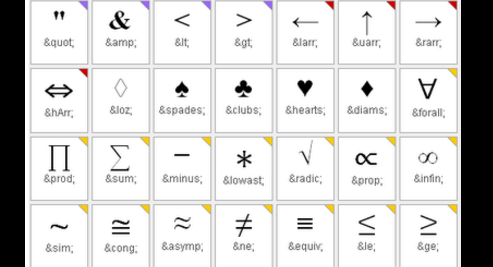 " & < > ← ↑ →
&quot; &amp; &lt; &gt; &larr; &uarr; &rarr;
⇔ ◊ ♠ ♣ ♥ ♦ ∀
&hArr; &loz; &spades; &clubs; &hearts; &diams; &forall;
∏ ∑ − ∗ √ ∝ ∞
&prod; &sum; &minus; &lowast; &radic; &prop; &infin;
∼ ≅ ≈ ≠ ≡ ≤ ≥
&sim; &cong; &asymp; &ne; &equiv; &le; &ge;